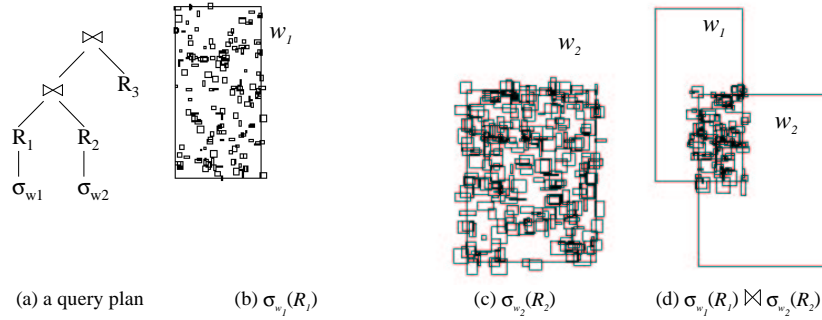 ⋈
⋈
R3
R1 R2
σw1 σw2
w1
w2
w1
w2
(a) a query plan
(b) σw1(R1)
(c) σw2(R2)
(d) σw1(R1) ⋈ σw2(R2)